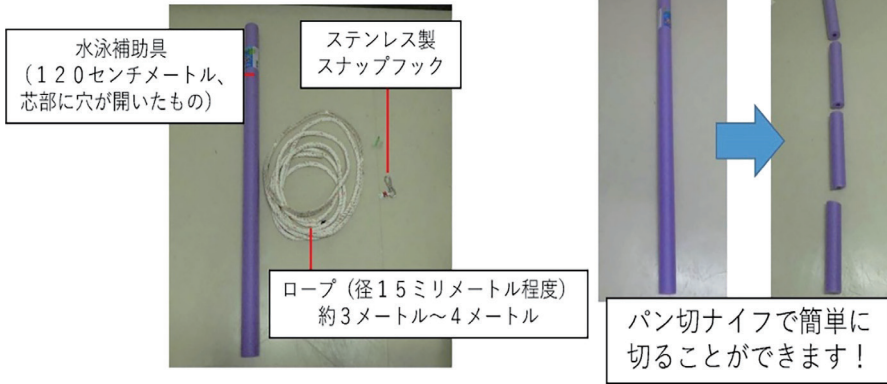 水泳補助具
（１２０センチメートル、
芯部に穴が開いたもの）
ステンレス製
スナップフック
ロープ（径１５ミリメートル程度）
約３メートル～４メートル
パン切ナイフで簡単に
切ることができます！